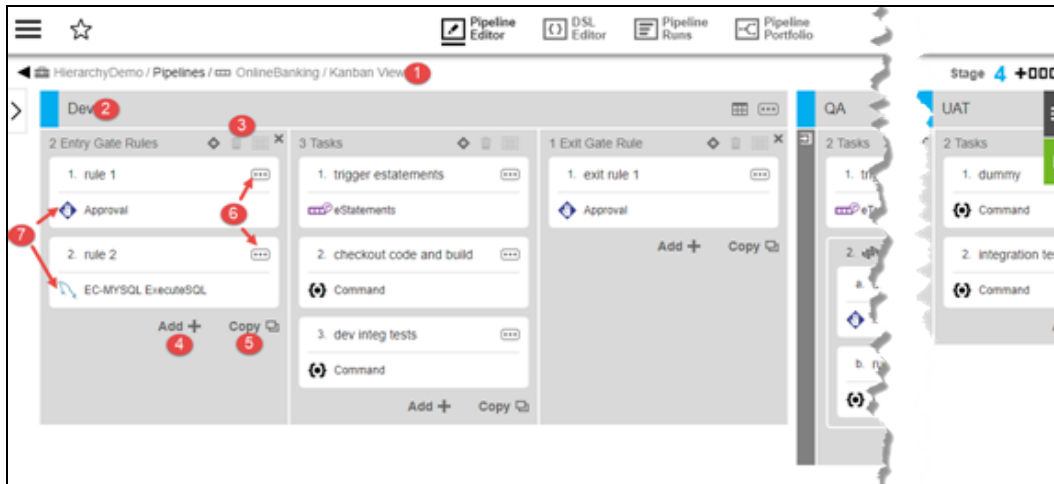 Pipeline Editor
DSL Editor
Pipeline Runs
Pipeline Portfolio
HierarchyDemo / Pipelines / OnlineBanking / Kanban View 1
Stage 4
Dev 2
QA
UAT
3
2 Entry Gate Rules
3 Tasks
1 Exit Gate Rule
2 Tasks
2 Tasks
1. rule 1
1. trigger estatements
1. exit rule 1
1.
1. dummy
6
7
Approval
eStatements
Approval
Command
2. rule 2
2. checkout code and build
Add
Copy
2.
2. integration
EC-MYSQL ExecuteSQL
Command
a.
Command
Add
Copy
4
5
3. dev integ tests
b.
Command
Add
Copy